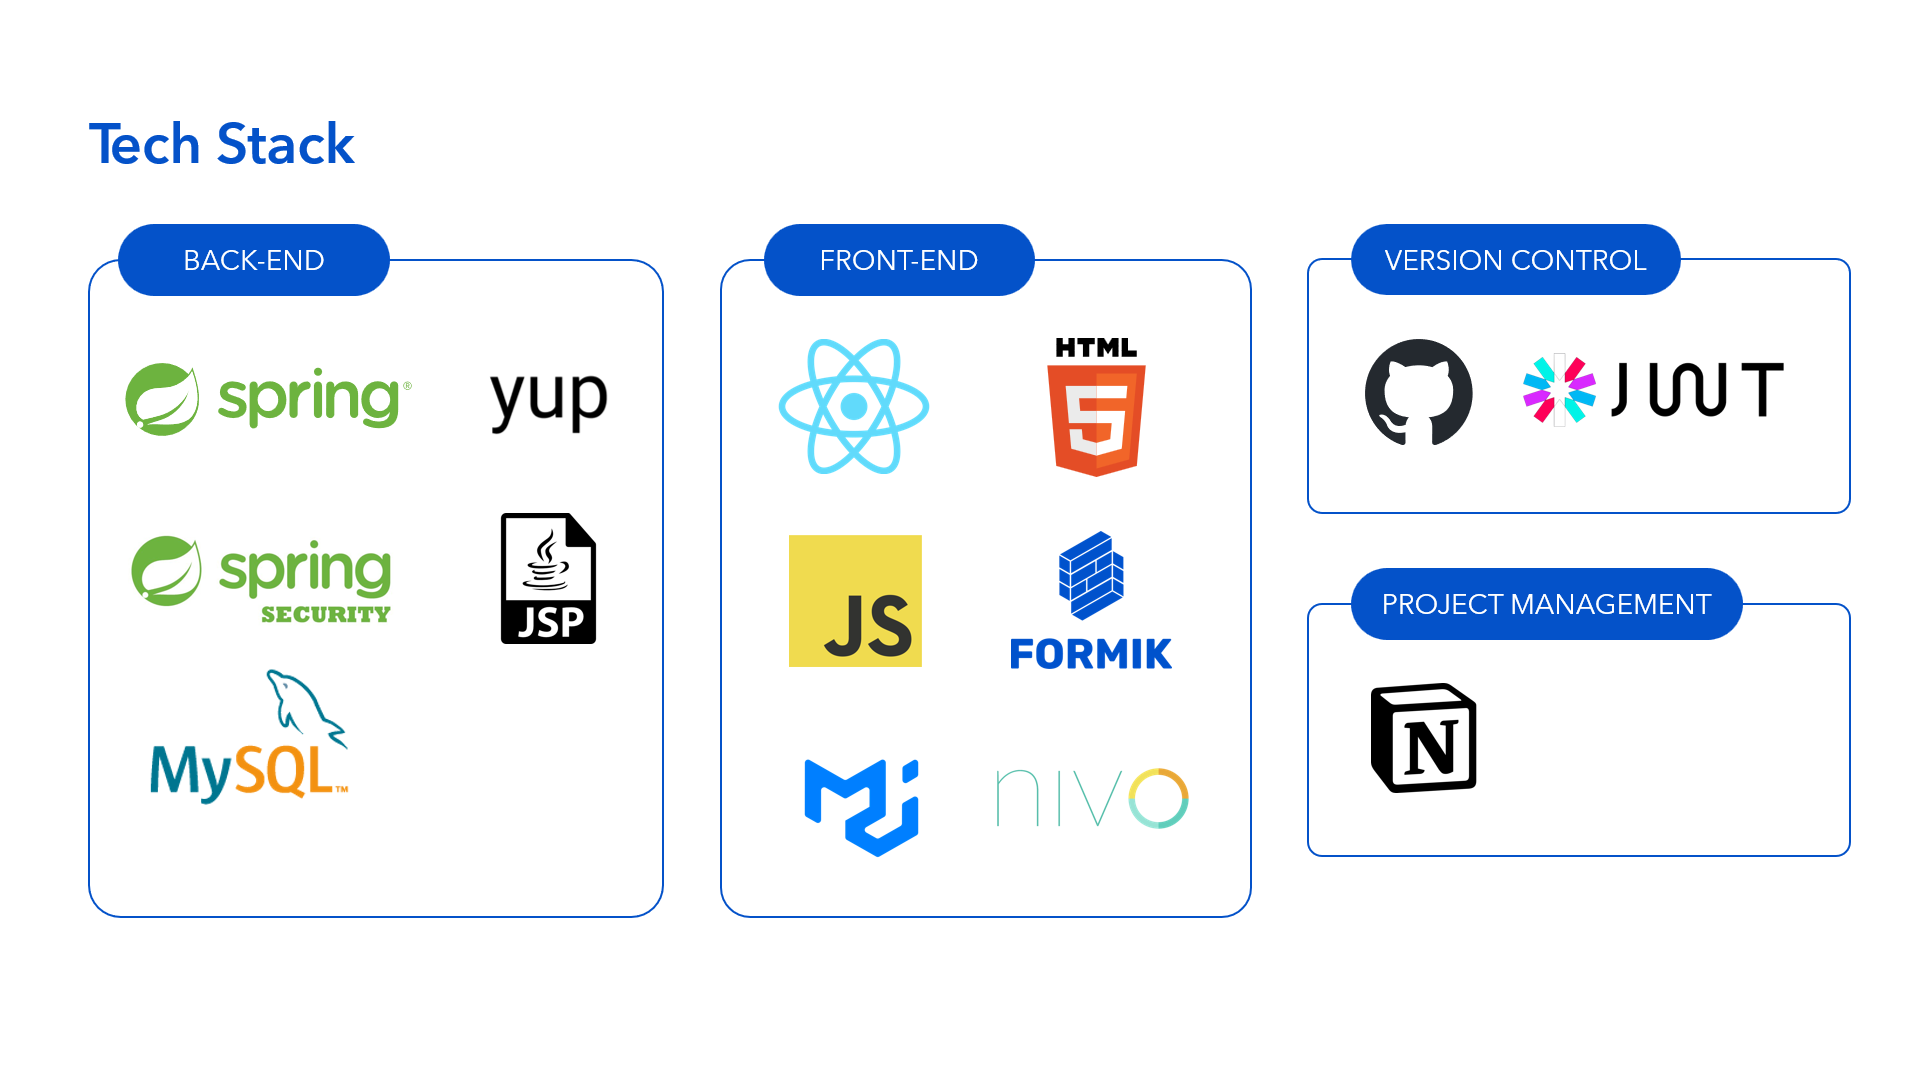 Tech Stack
BACK-END
spring®
yup
spring
SECURITY
JSP
MySQL™
FRONT-END
HTML
5
JS
FORMIK
nivo
VERSION CONTROL
JWT
PROJECT MANAGEMENT
N